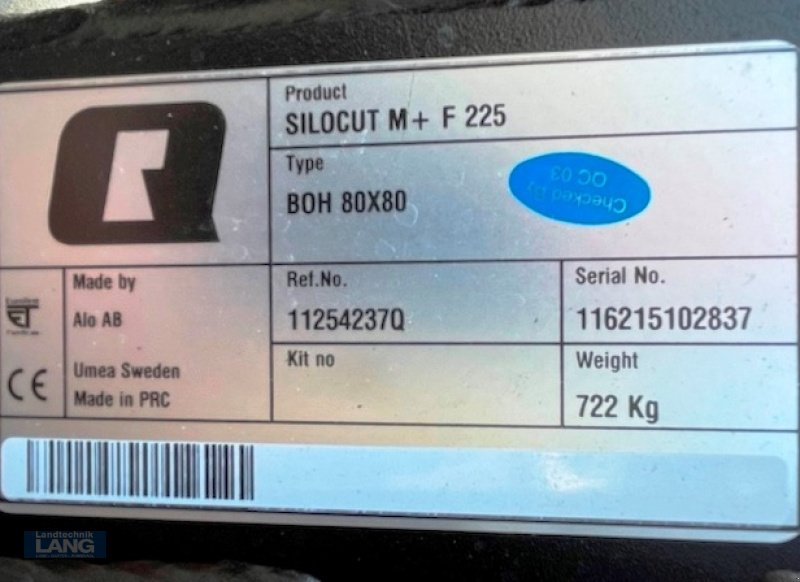 Product
SILOCUT M+ F 225
Type
BOH 80X80
Checked by
QC 03
Made by
Alo AB
Umea Sweden
Made in PRC
CE
Ref.No.
11254237Q
Serial No.
116215102837
Kit no
Weight
722 Kg
Landtechnik
LANG